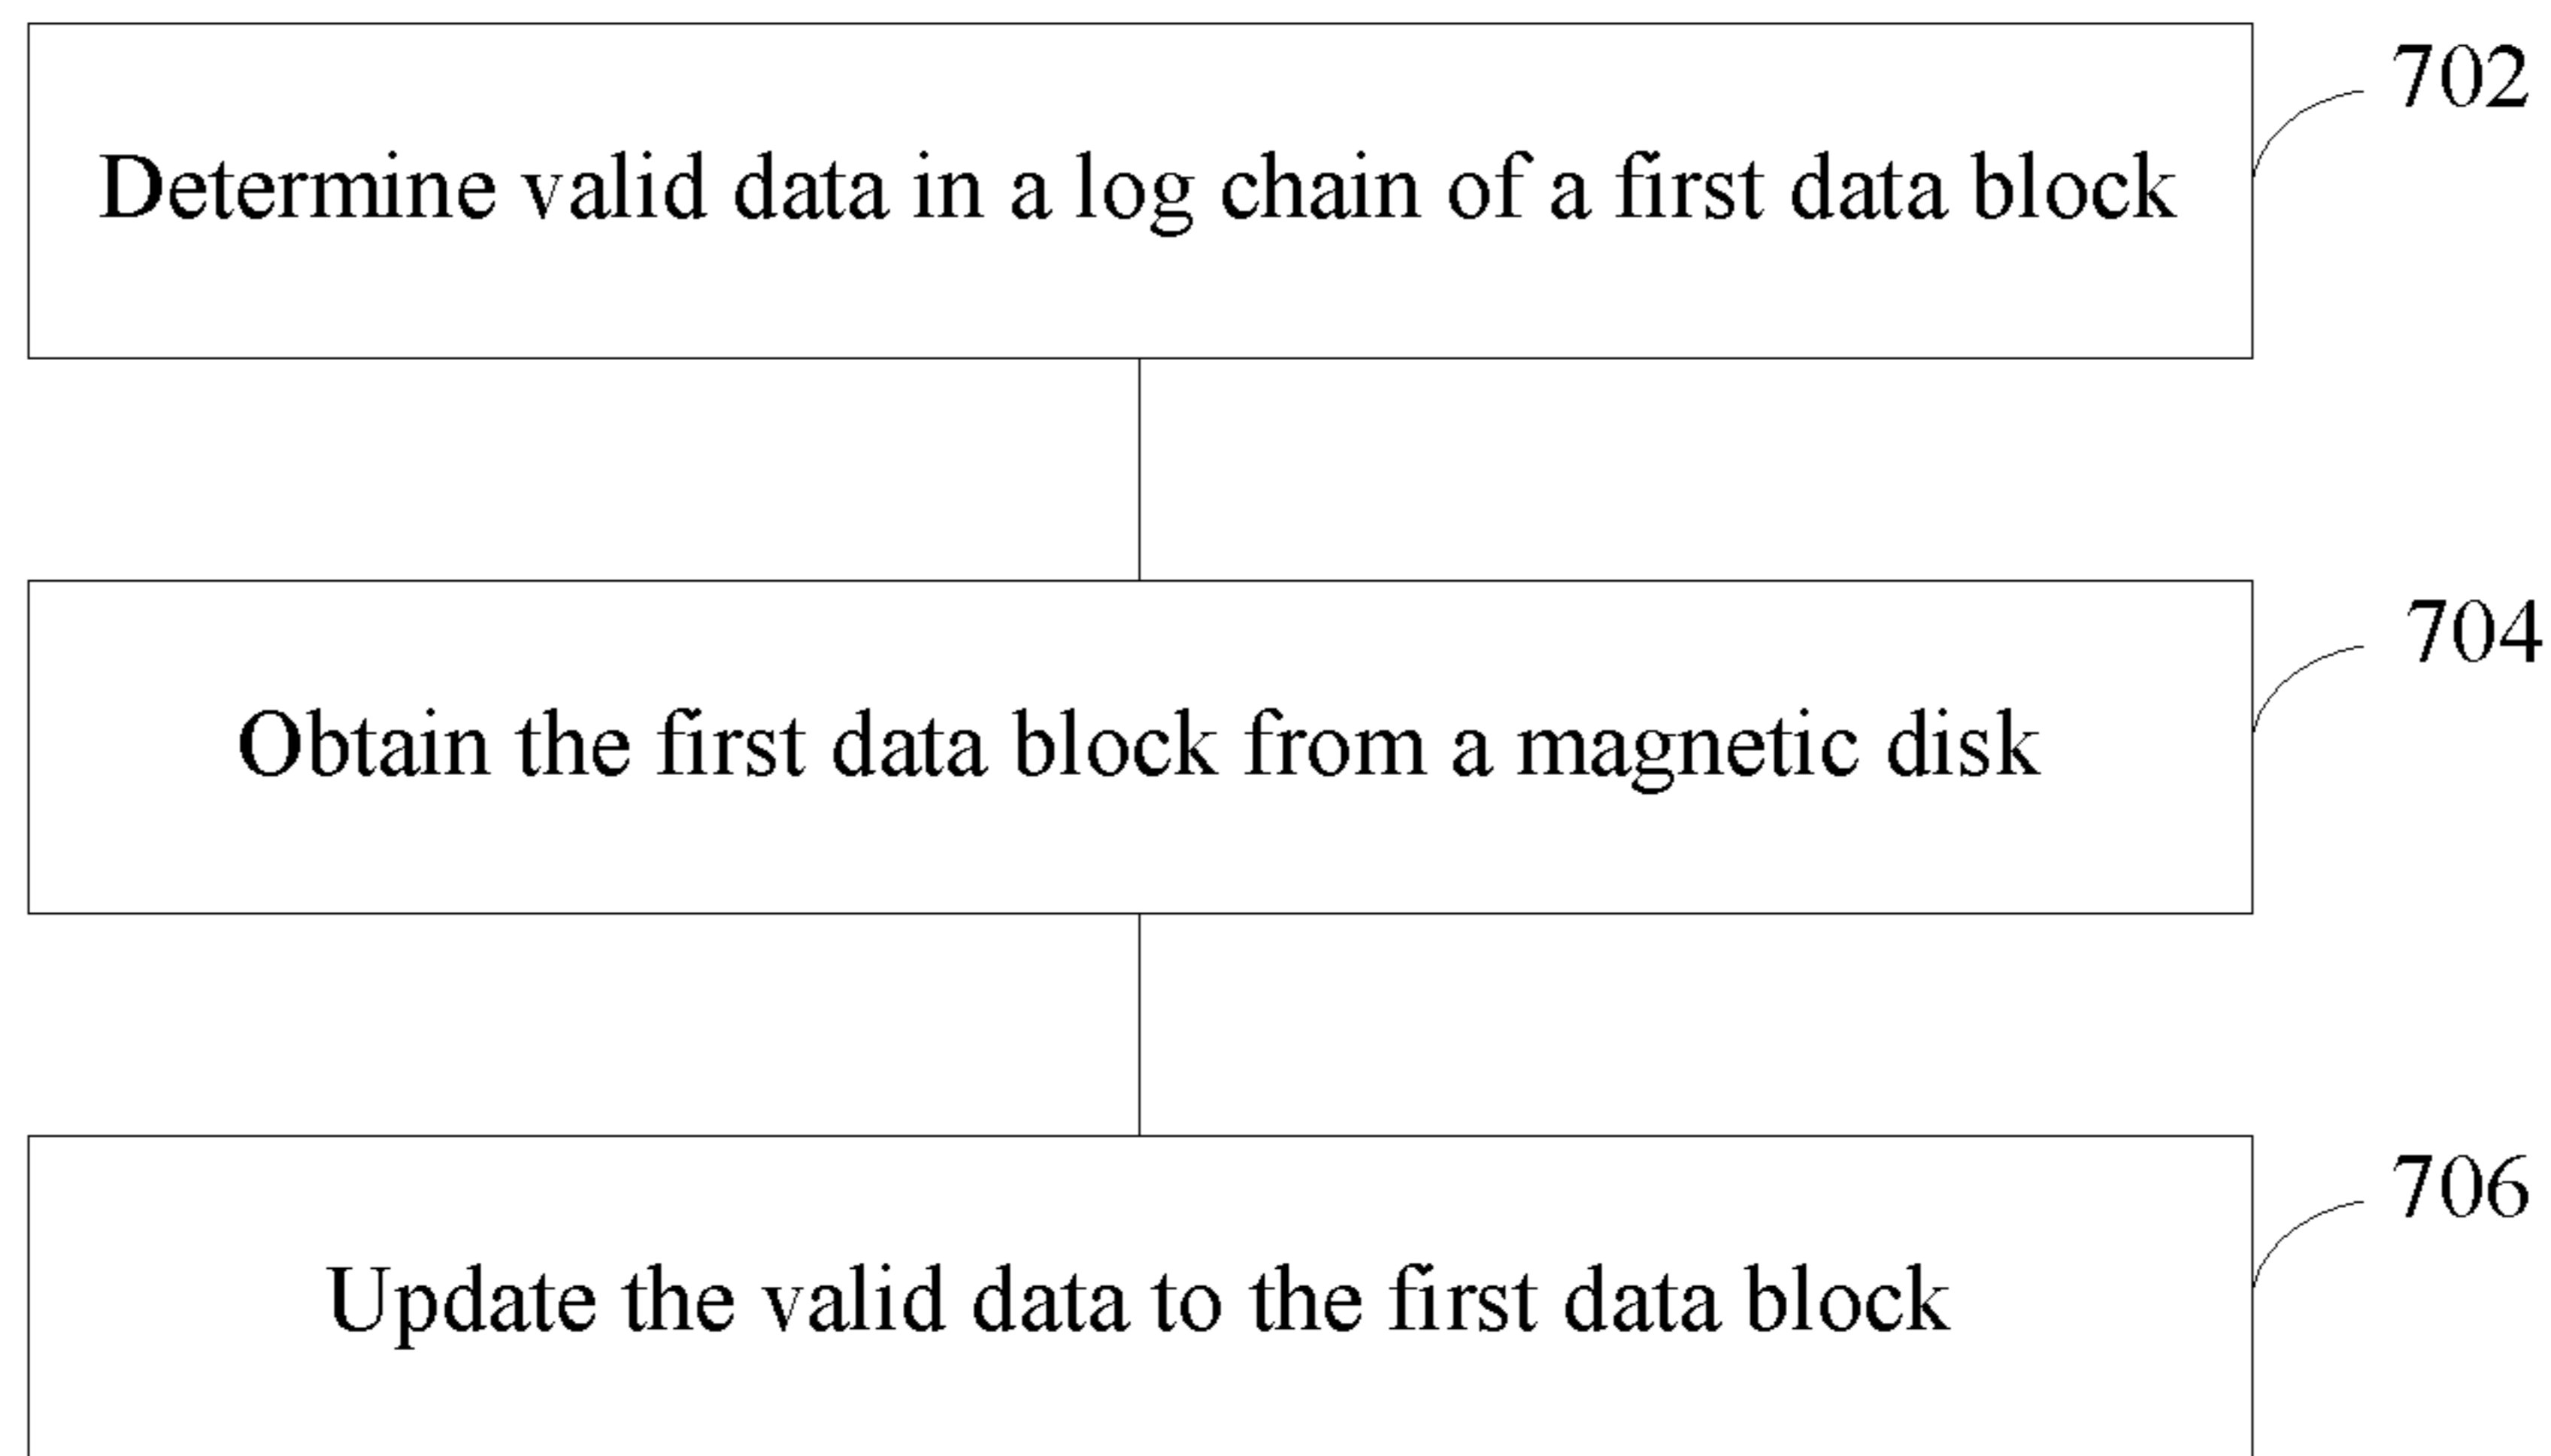 702
Determine valid data in a log chain of a first data block
704
Obtain the first data block from a magnetic disk
706
Update the valid data to the first data block